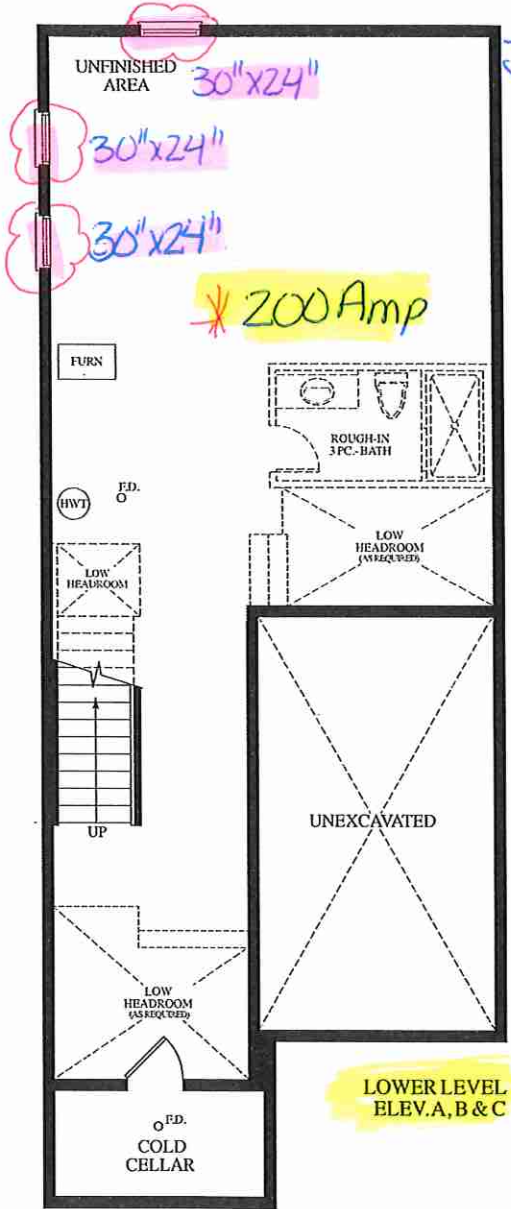 UNFINISHED
AREA
30"x24"
30"x24"
30"x24"
* 200 Amp
FURN
ROUGH-IN
3 PC.- BATH
F.D.
HWT
LOW
HEADROOM
(AS REQUIRED)
LOW
HEADROOM
UP
UNEXCAVATED
LOW
HEADROOM
(AS REQUIRED)
LOWER LEVEL
ELEV. A, B & C
F.D.
COLD
CELLAR